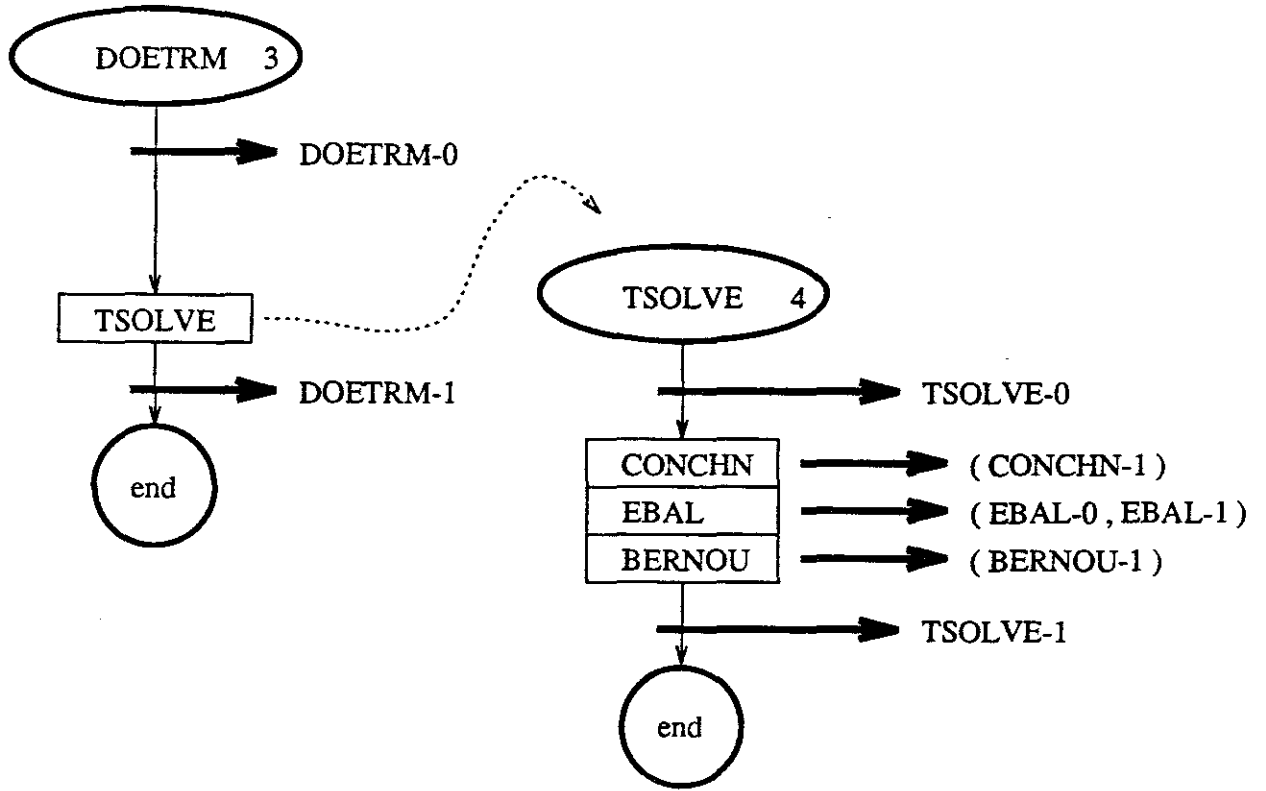 DOETRM 3
DOETRM-0
TSOLVE
DOETRM-1
end
TSOLVE 4
TSOLVE-0
CONCHN ( CONCHN-1 )
EBAL ( EBAL-0 , EBAL-1 )
BERNOU ( BERNOU-1 )
TSOLVE-1
end